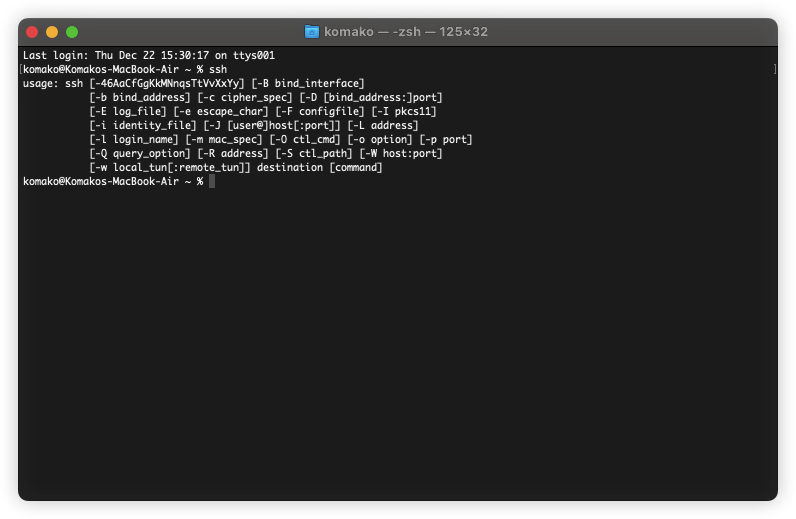 komako — -zsh — 125×32
Last login: Thu Dec 22 15:30:17 on ttys001
[komako@Komakos-MacBook-Air ~ % ssh ]
usage: ssh [-46AaCfGgKkMNnqsTtVvXxYy] [-B bind_interface]
           [-b bind_address] [-c cipher_spec] [-D [bind_address:]port]
           [-E log_file] [-e escape_char] [-F configfile] [-I pkcs11]
           [-i identity_file] [-J [user@]host[:port]] [-L address]
           [-l login_name] [-m mac_spec] [-O ctl_cmd] [-o option] [-p port]
           [-Q query_option] [-R address] [-S ctl_path] [-W host:port]
           [-w local_tun[:remote_tun]] destination [command]
komako@Komakos-MacBook-Air ~ %